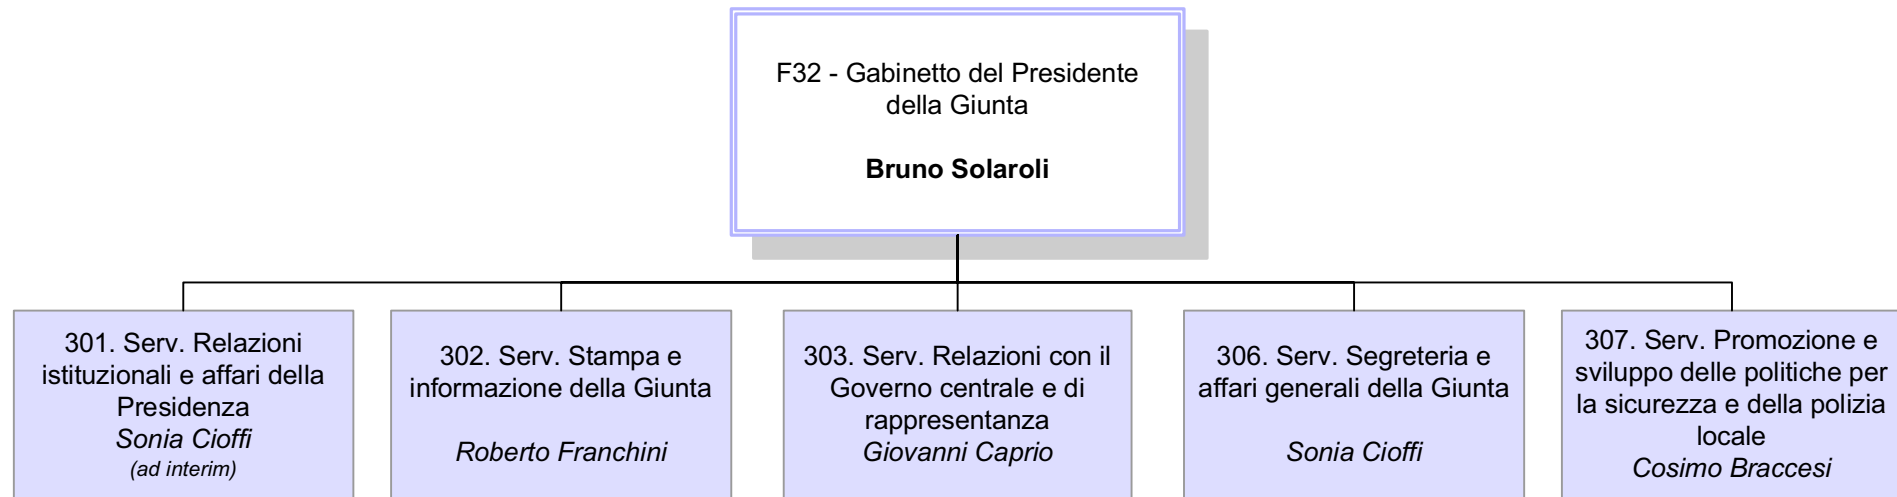 F32 - Gabinetto del Presidente
della Giunta
Bruno Solaroli
301. Serv. Relazioni
istituzionali e affari della
Presidenza
Sonia Cioffi
(ad interim)
302. Serv. Stampa e
informazione della Giunta
Roberto Franchini
303. Serv. Relazioni con il
Governo centrale e di
rappresentanza
Giovanni Caprio
306. Serv. Segreteria e
affari generali della Giunta
Sonia Cioffi
307. Serv. Promozione e
sviluppo delle politiche per
la sicurezza e della polizia
locale
Cosimo Braccesi